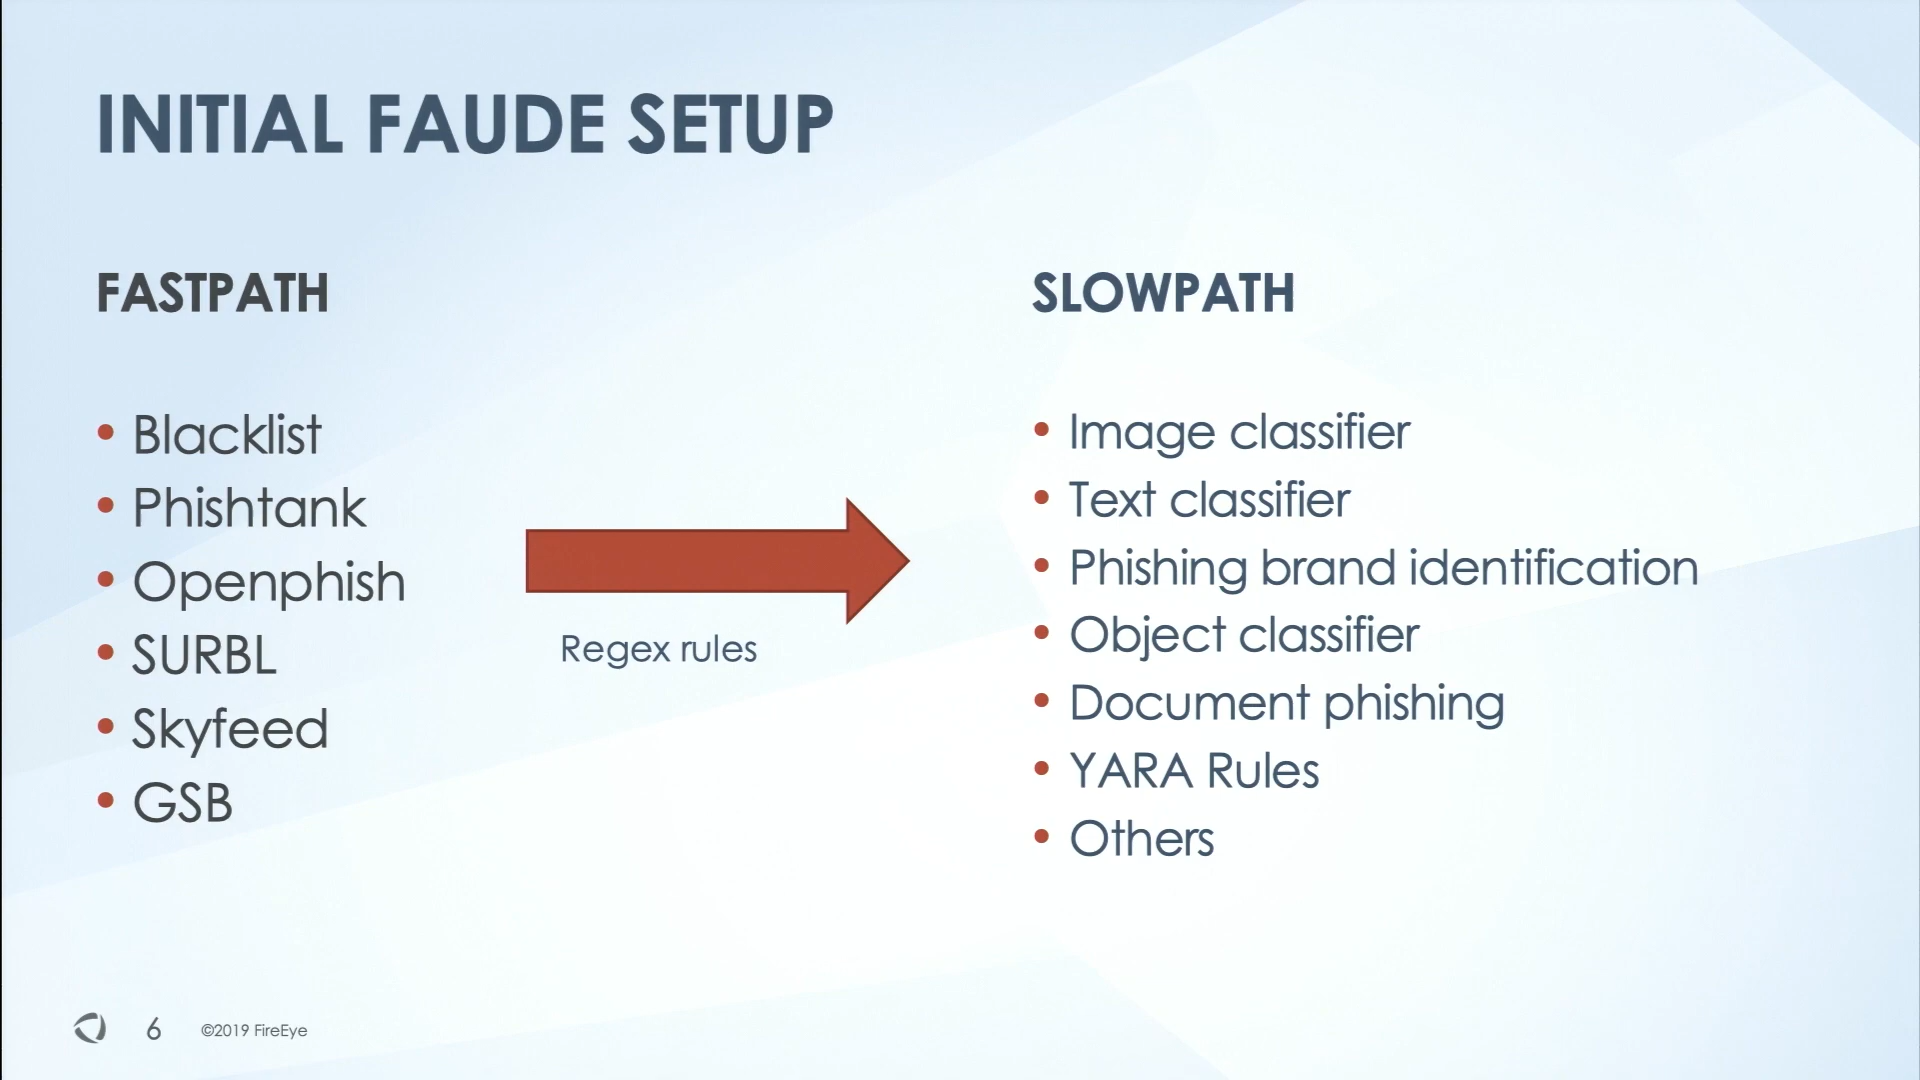 INITIAL FAUDE SETUP
FASTPATH
• Blacklist
• Phishtank
• Openphish
• SURBL
• Skyfeed
• GSB
Regex rules
SLOWPATH
• Image classifier
• Text classifier
• Phishing brand identification
• Object classifier
• Document phishing
• YARA Rules
• Others
6 ©2019 FireEye